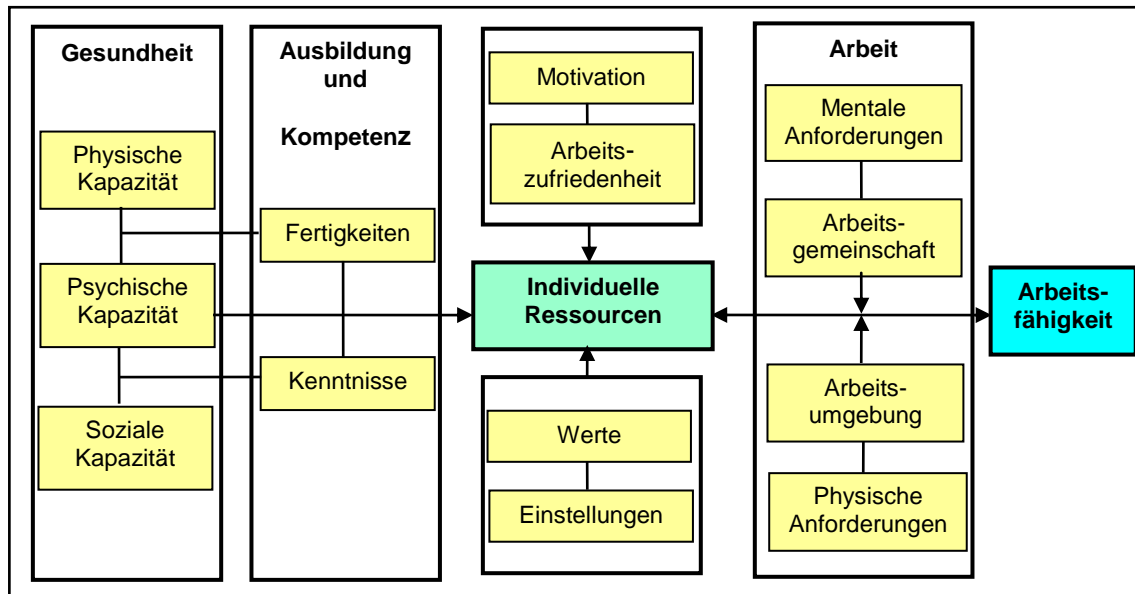 Gesundheit
Physische
Kapazität
Psychische
Kapazität
Soziale
Kapazität
Ausbildung
und
Kompetenz
Fertigkeiten
Kenntnisse
Motivation
Arbeits-
zufriedenheit
Individuelle
Ressourcen
Werte
Einstellungen
Arbeit
Mentale
Anforderungen
Arbeits-
gemeinschaft
Arbeits-
umgebung
Physische
Anforderungen
Arbeits-
fähigkeit